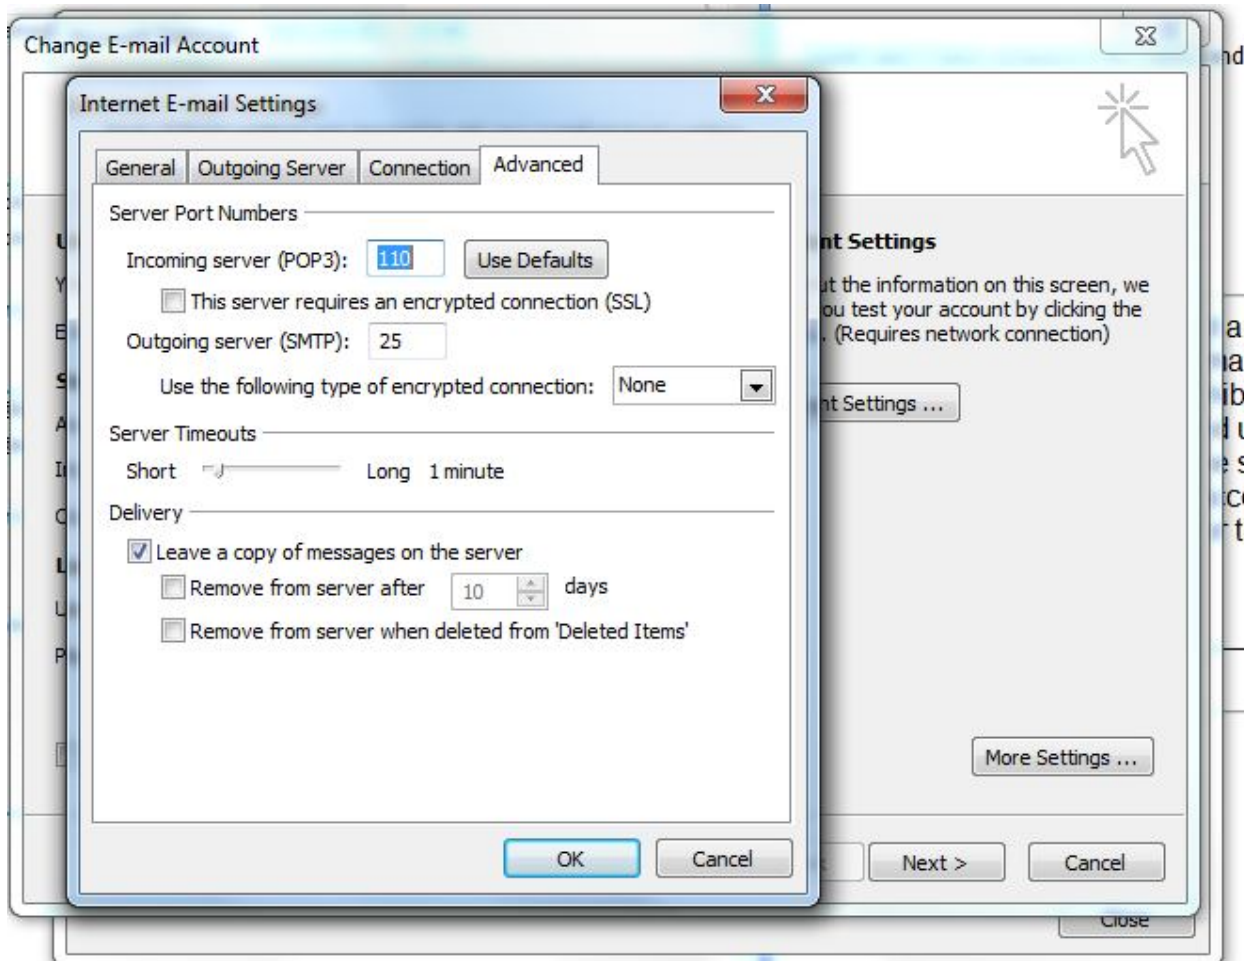 Change E-mail Account
Internet E-mail Settings
General Outgoing Server Connection Advanced
Server Port Numbers
Incoming server (POP3): 110 Use Defaults
This server requires an encrypted connection (SSL)
Outgoing server (SMTP): 25
Use the following type of encrypted connection: None
Server Timeouts
Short Long 1 minute
Delivery
Leave a copy of messages on the server
Remove from server after 10 days
Remove from server when deleted from 'Deleted Items'
OK Cancel
nt Settings
ut the information on this screen, we
ou test your account by clicking the
. (Requires network connection)
nt Settings ...
More Settings ...
Next > Cancel
Close